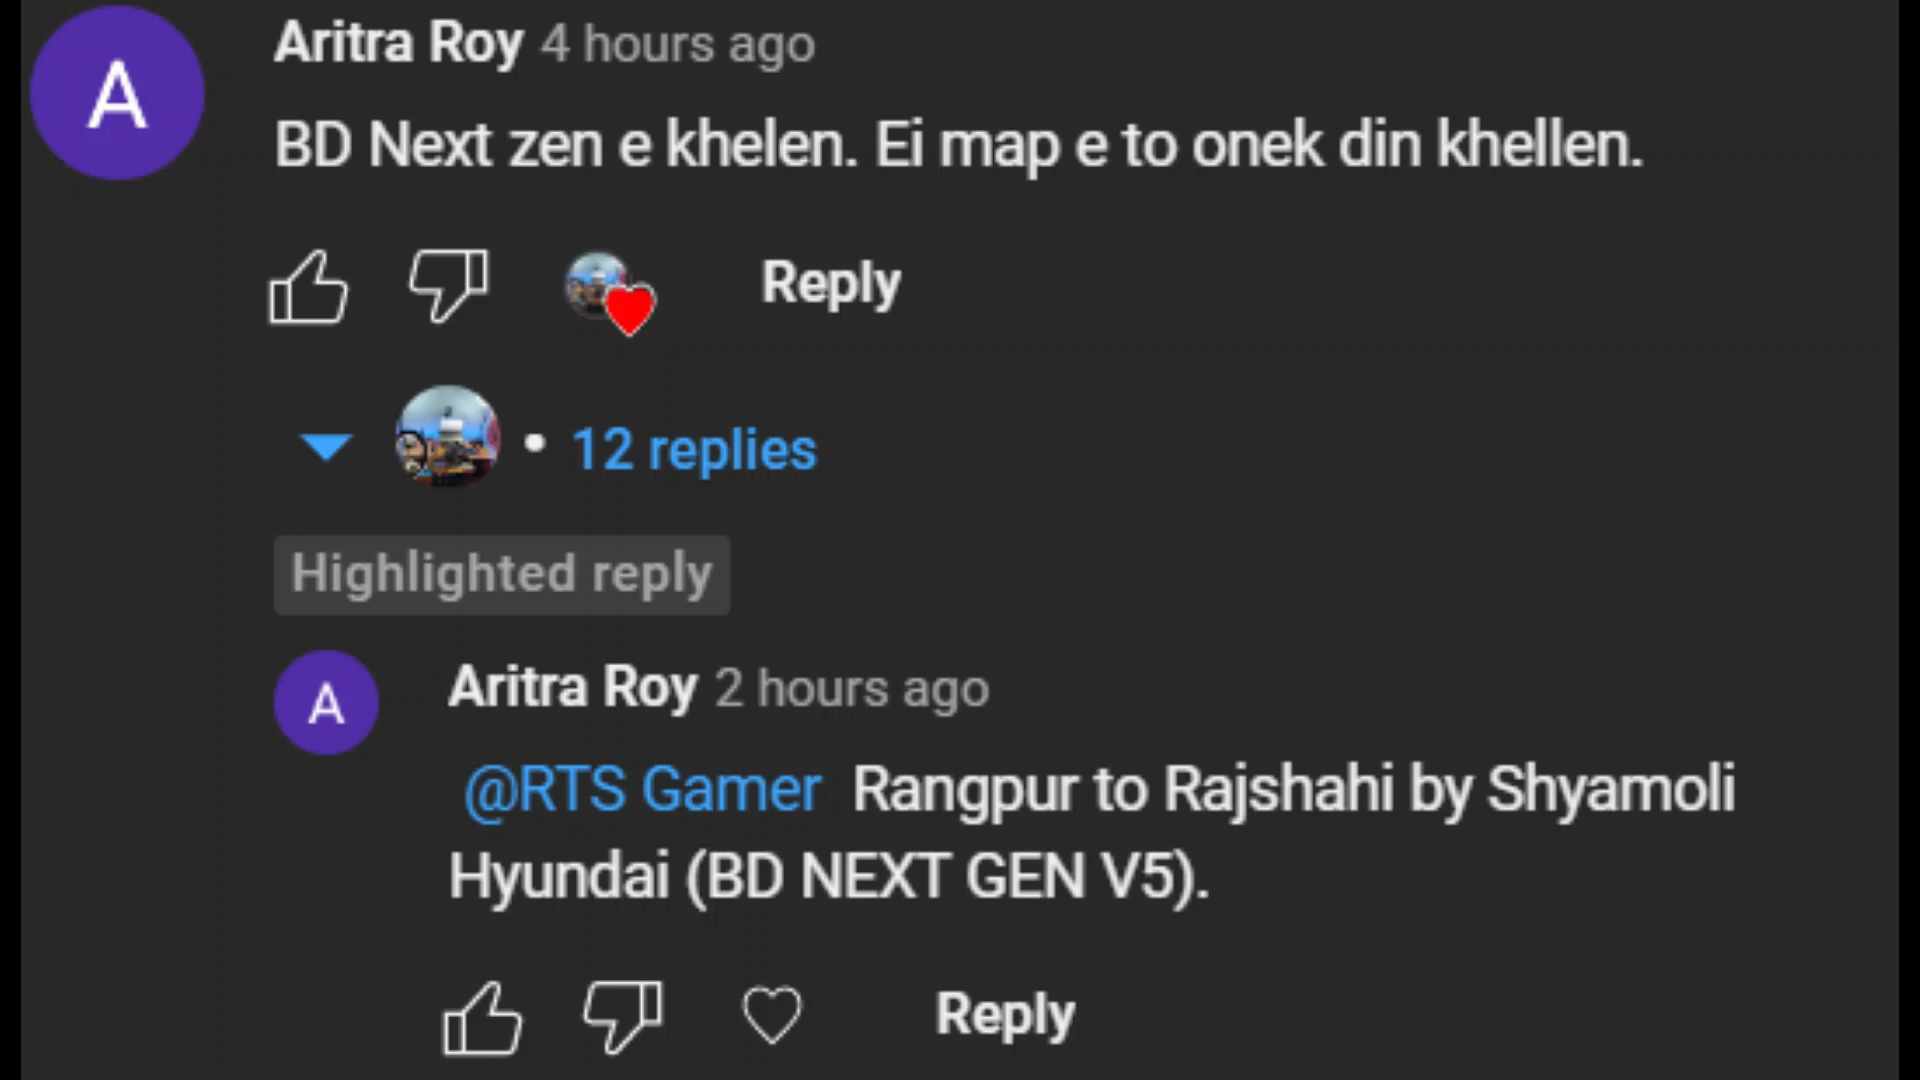 A
Aritra Roy 4 hours ago
BD Next zen e khelen. Ei map e to onek din khellen.
Reply
• 12 replies
Highlighted reply
A
Aritra Roy 2 hours ago
@RTS Gamer Rangpur to Rajshahi by Shyamoli
Hyundai (BD NEXT GEN V5).
Reply